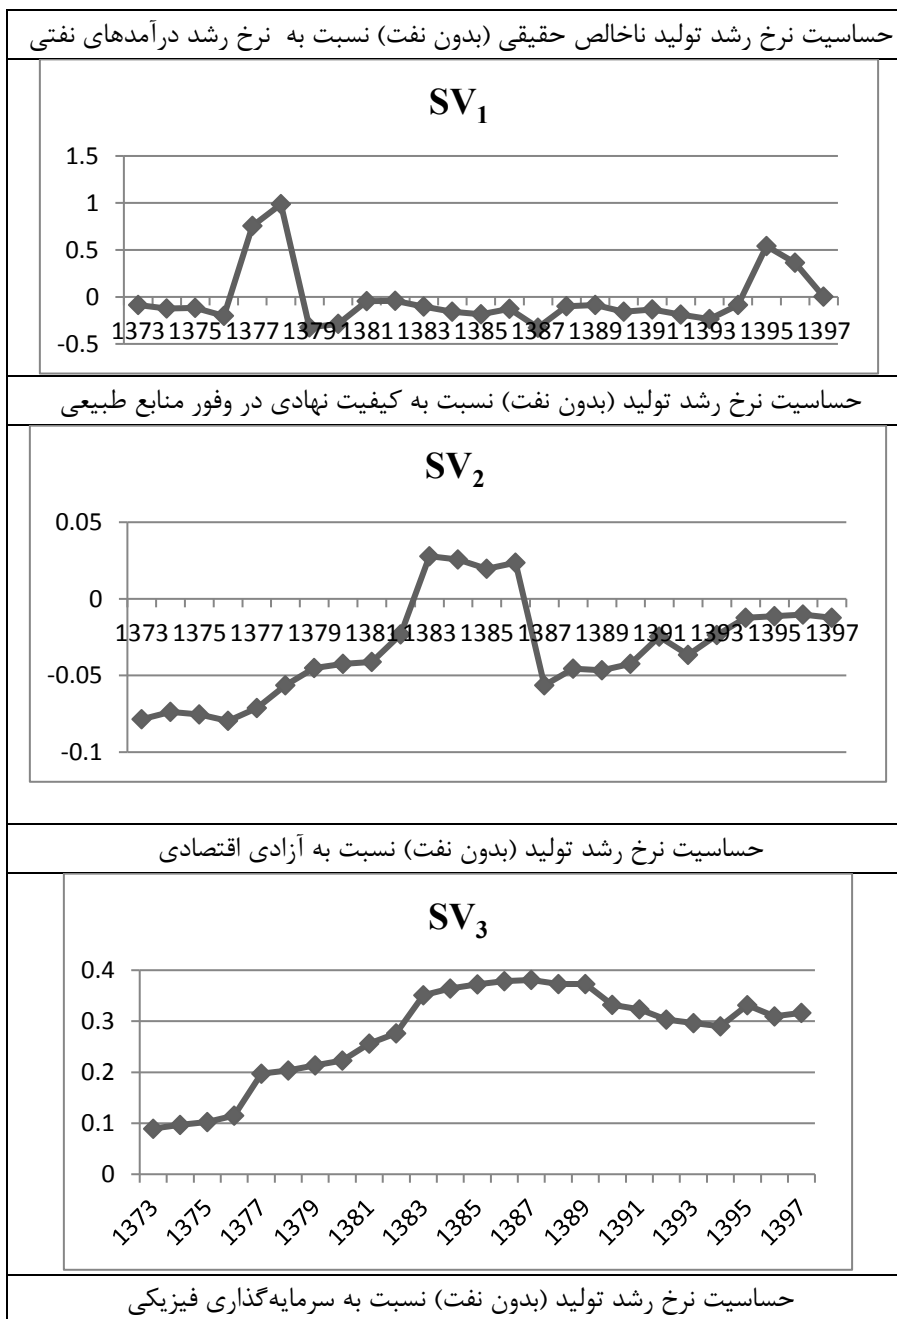 حساسیت نرخ رشد تولید ناخالص حقیقی (بدون نفت) نسبت به نرخ رشد درآمدهای نفتی
SV1
1.5
1
0.5
0
-0.5
1373 1375 1377 1379 1381 1383 1385 1387 1389 1391 1393 1395 1397
حساسیت نرخ رشد تولید (بدون نفت) نسبت به کیفیت نهادی در وفور منابع طبیعی
SV2
0.05
0
-0.05
-0.1
1373 1375 1377 1379 1381 1383 1385 1387 1389 1391 1393 1395 1397
حساسیت نرخ رشد تولید (بدون نفت) نسبت به آزادی اقتصادی
SV3
0.4
0.3
0.2
0.1
0
1373 1375 1377 1379 1381 1383 1385 1387 1389 1391 1393 1395 1397
حساسیت نرخ رشد تولید (بدون نفت) نسبت به سرمایه‌گذاری فیزیکی